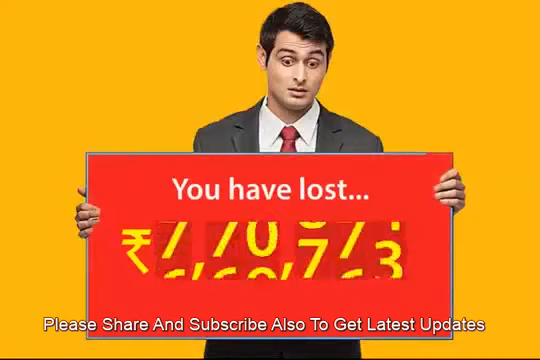 You have lost...
₹
Please Share And Subscribe Also To Get Latest Updates